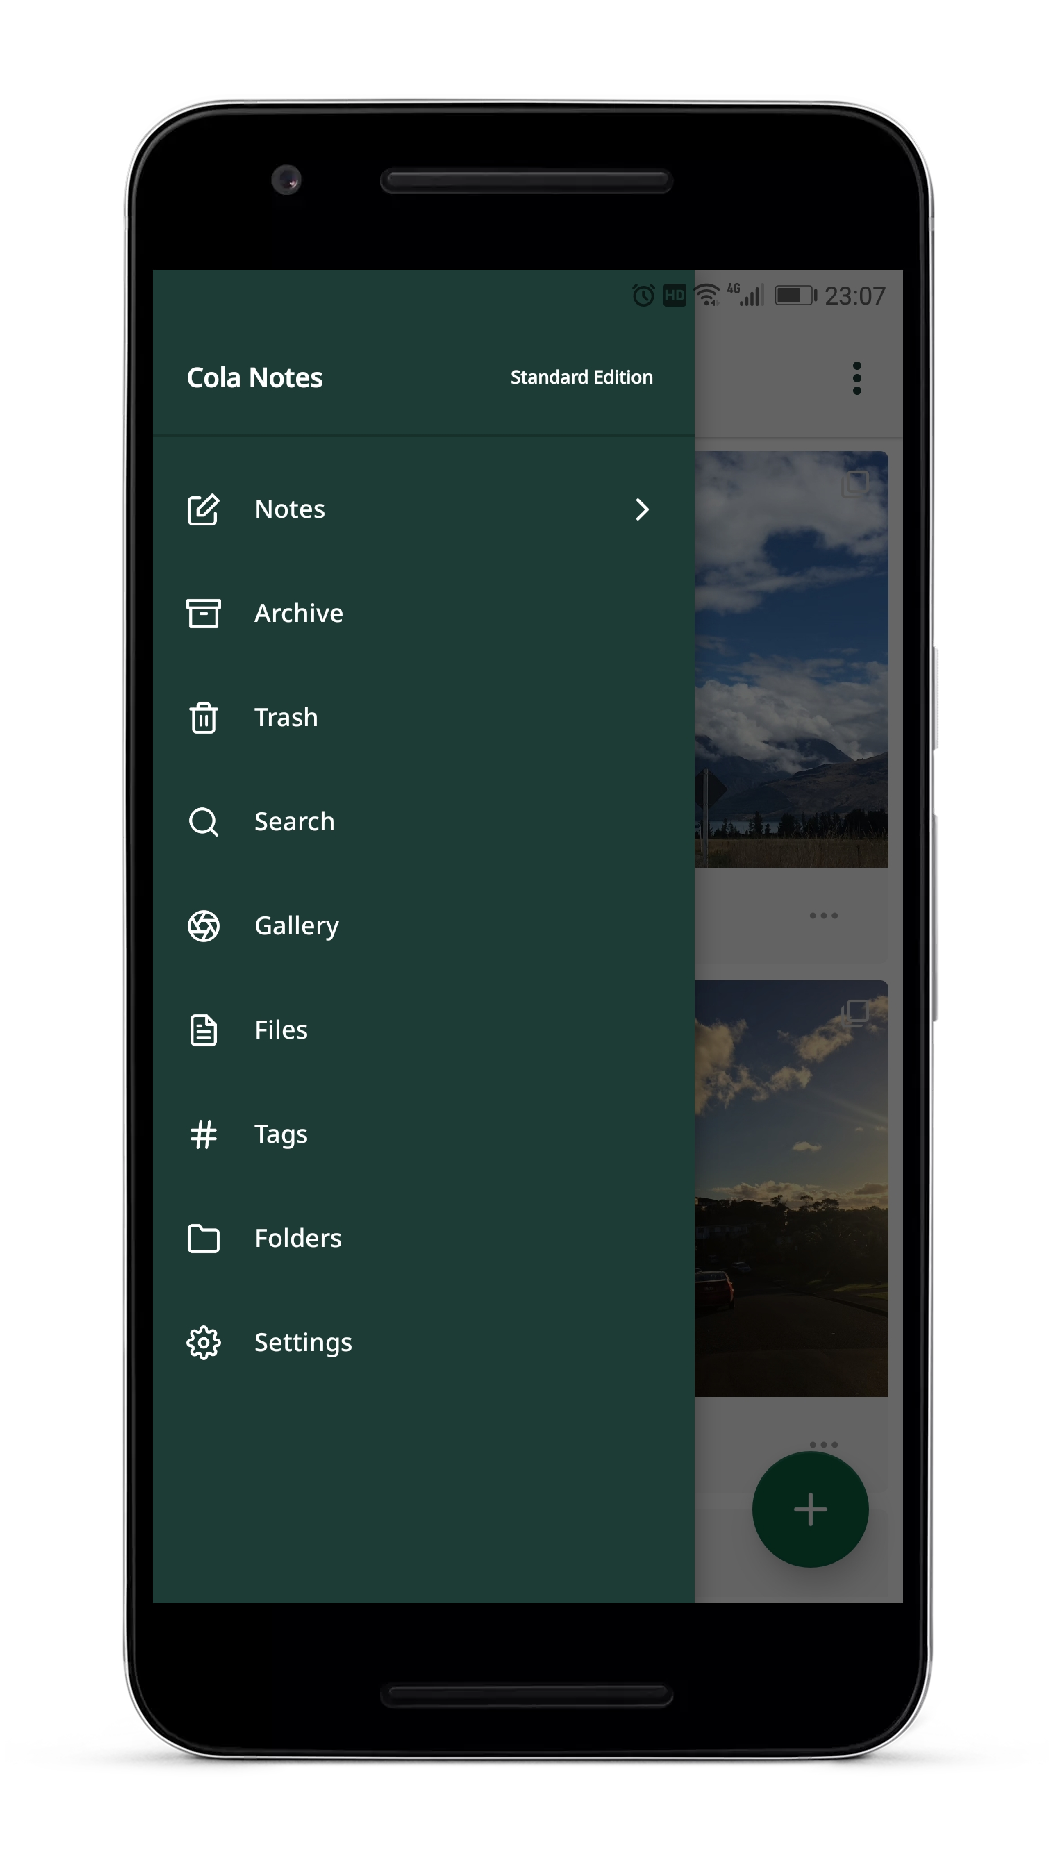 HD 4G 23:07
Cola Notes Standard Edition
Notes
Archive
Trash
Search
Gallery
Files
Tags
Folders
Settings